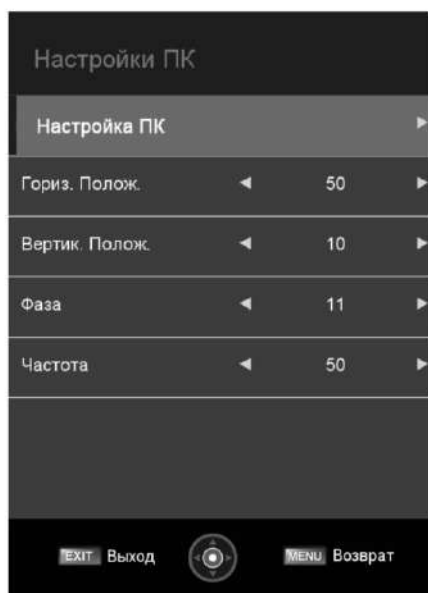 Настройки ПК
Настройка ПК
Гориз. Полож. 50
Вертик. Полож. 10
Фаза 11
Частота 50
EXIT Выход MENU Возврат